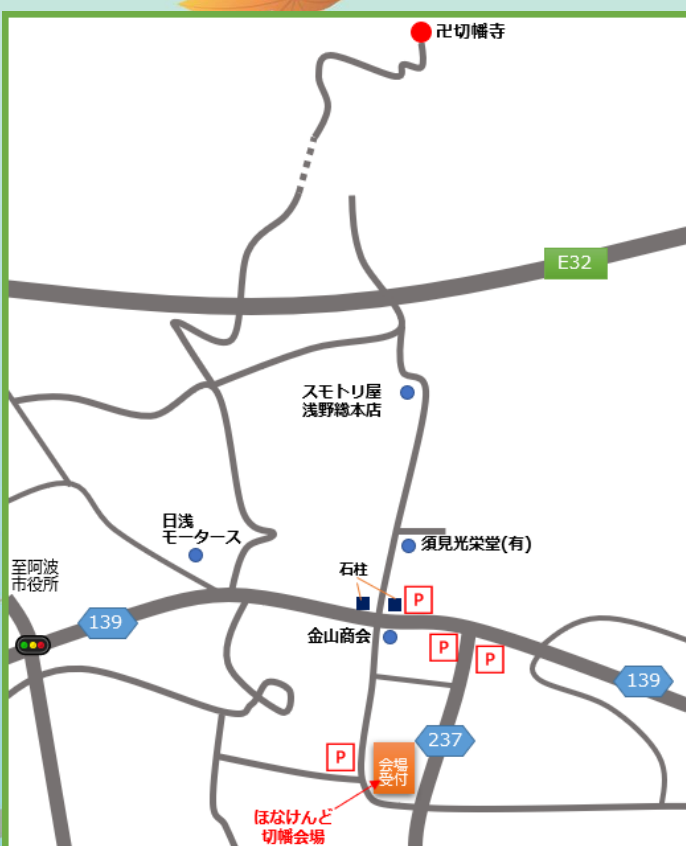 卍切幡寺
E32
スモトリ屋
浅野総本店
日浅
モータース
須見光栄堂(有)
至阿波
市役所
石柱
P
139
金山商会
P
P
139
237
P
会場
受付
ほなけんど
切幡会場